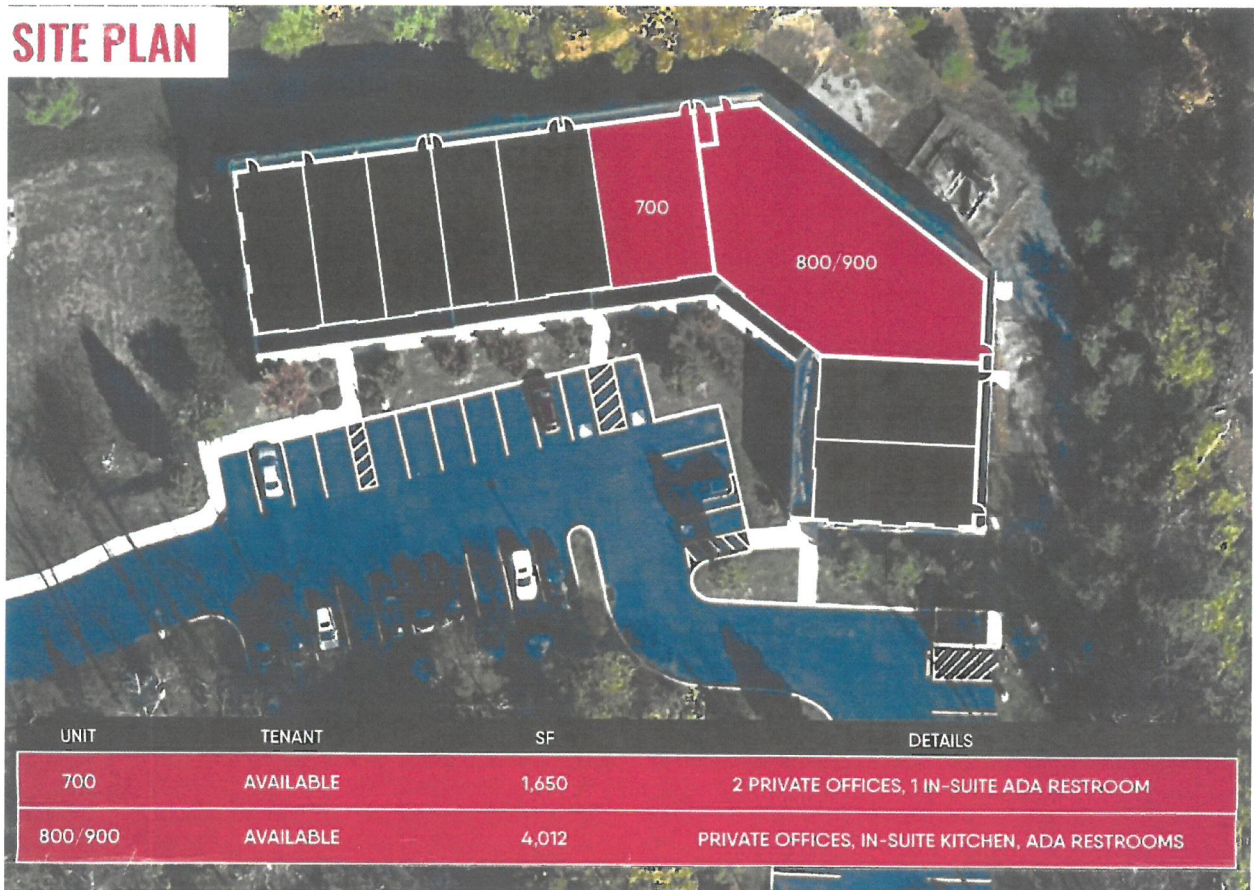 SITE PLAN
700
800/900
UNIT TENANT SF DETAILS
700 AVAILABLE 1,650 2 PRIVATE OFFICES, 1 IN-SUITE ADA RESTROOM
800/900 AVAILABLE 4,012 PRIVATE OFFICES, IN-SUITE KITCHEN, ADA RESTROOMS